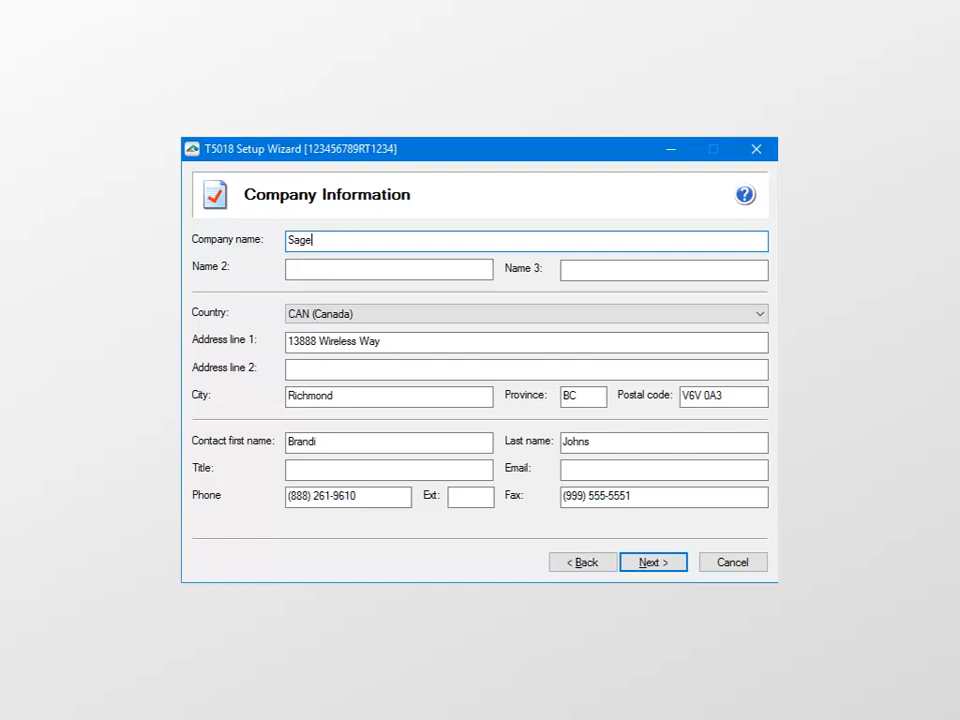 T5018 Setup Wizard [123456789RT1234]
Company Information
Company name: Sage
Name 2: Name 3:
Country: CAN (Canada)
Address line 1: 13888 Wireless Way
Address line 2:
City: Richmond Province: BC Postal code: V6V 0A3
Contact first name: Brandi Last name: Johns
Title: Email:
Phone (888) 261-9610 Ext: Fax: (999) 555-5551
< Back Next > Cancel